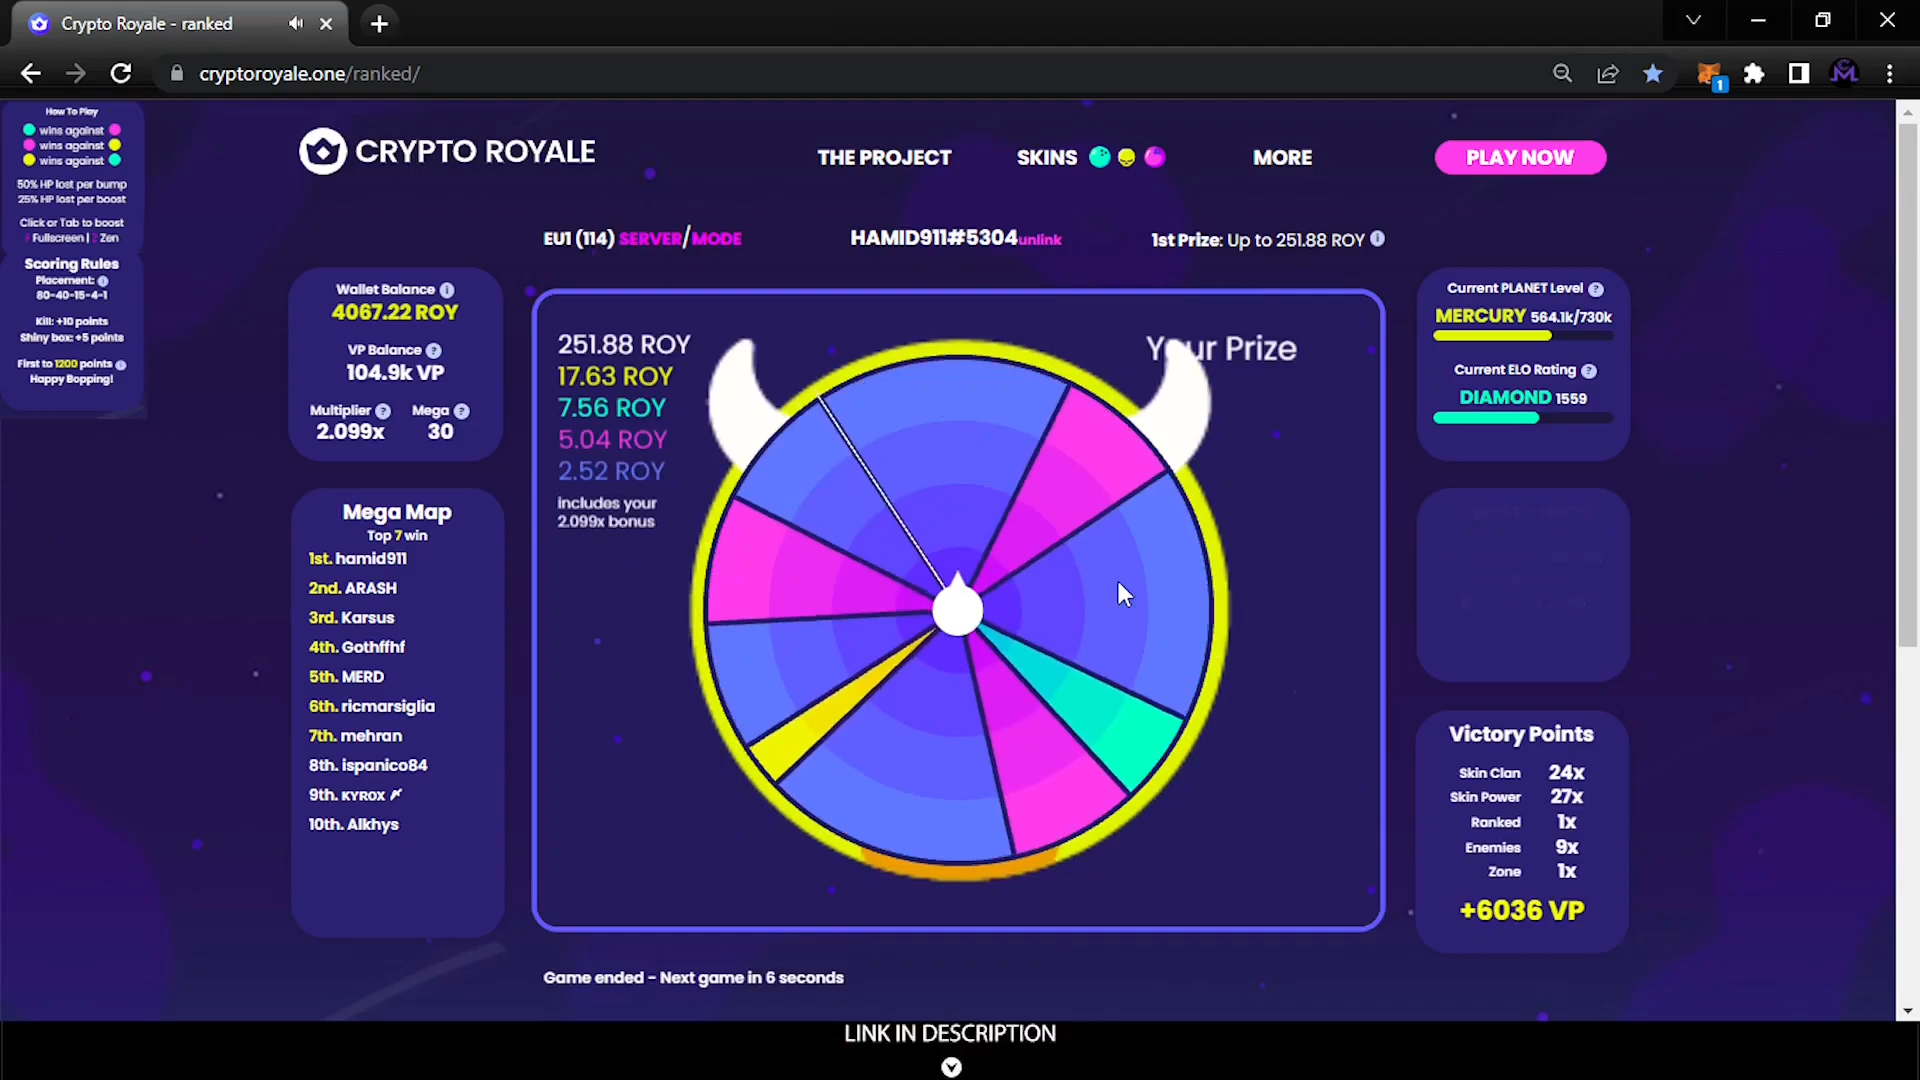 Crypto Royale - ranked
cryptoroyale.one/ranked/
1
How To Play
wins against
wins against
wins against
50% HP lost per bump
25% HP lost per boost
Click or Tab to boost
Fullscreen | Zen
Scoring Rules
Placement:
80-40-15-4-1
Kill: +10 points
Shiny box: +5 points
First to 1200 points
Happy Bopping!
CRYPTO ROYALE
THE PROJECT
SKINS
MORE
PLAY NOW
EU1 (114) SERVER/MODE
HAMID911#5304unlink
1st Prize: Up to 251.88 ROY
Wallet Balance
4067.22 ROY
VP Balance
104.9k VP
Multiplier Mega
2.099x 30
Mega Map
Top 7 win
1st. hamid911
2nd. ARASH
3rd. Karsus
4th. Gothffhf
5th. MERD
6th. ricmarsiglia
7th. mehran
8th. ispanico84
9th. KYROX
10th. Alkhys
251.88 ROY
17.63 ROY
7.56 ROY
5.04 ROY
2.52 ROY
includes your
2.099x bonus
Your Prize
Current PLANET Level
MERCURY 564.1k/730k
Current ELO Rating
DIAMOND 1559
Victory Points
Skin Clan 24x
Skin Power 27x
Ranked 1x
Enemies 9x
Zone 1x
+6036 VP
Game ended - Next game in 6 seconds
LINK IN DESCRIPTION